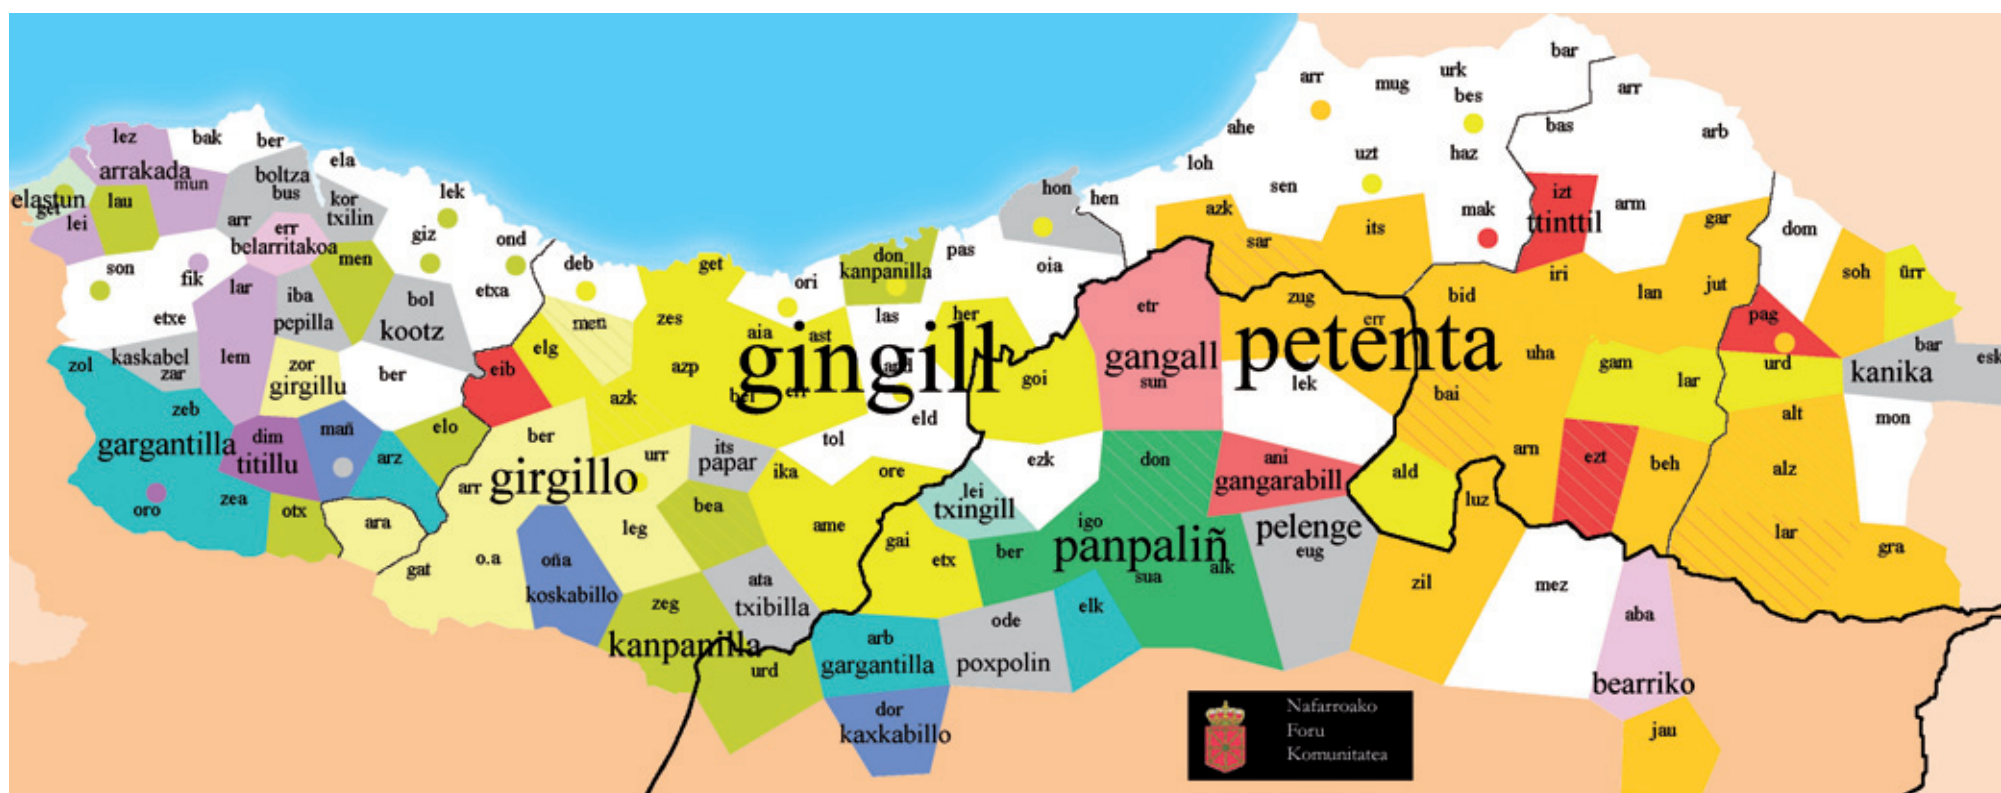 bar
arr
mug
urk
bes
arr
lez
bak
ber
ahe
bas
arb
arrakada
mun
boltza
bus
ela
loh
uzt
haz
elastun
lei
lau
arr
kor
txilin
lek
hon
hen
sen
izt
ttinttil
arm
err
belarritakoa
giz
ond
azk
mak
gar
dom
son
fik
men
deb
get
don
kanpanilla
pas
oia
sar
its
iri
soh
ürr
lar
iba
pepilla
bol
kootz
etxa
ori
etr
zug
bid
lan
jut
etxe
men
zes
aia
ast
las
her
err
pag
zol
kaskabel
zar
lem
zor
girgillu
ber
eib
elg
azp
gingill
goi
gangall
sun
petenta
lek
uha
gam
lar
urd
bar
kanika
esk
zeb
azk
eld
bai
alt
mon
gargantilla
dim
titillu
mañ
arz
elo
ber
girgillo
urr
its
papar
tol
ika
ore
ezk
don
ani
gangarabill
ald
arn
ezt
beh
alz
oro
zea
otx
ara
arr
leg
bea
ame
lei
txingill
igo
panpaliñ
pelenge
eug
luz
lar
gat
o.a
oña
koskabillo
gai
etx
ber
sua
alk
zil
mez
gra
zeg
kanpanilla
ata
txibilla
elk
aba
urd
arb
gargantilla
ode
poxpolin
bearriko
dor
kaxkabillo
jau
Nafarroako
Foru
Komunitatea